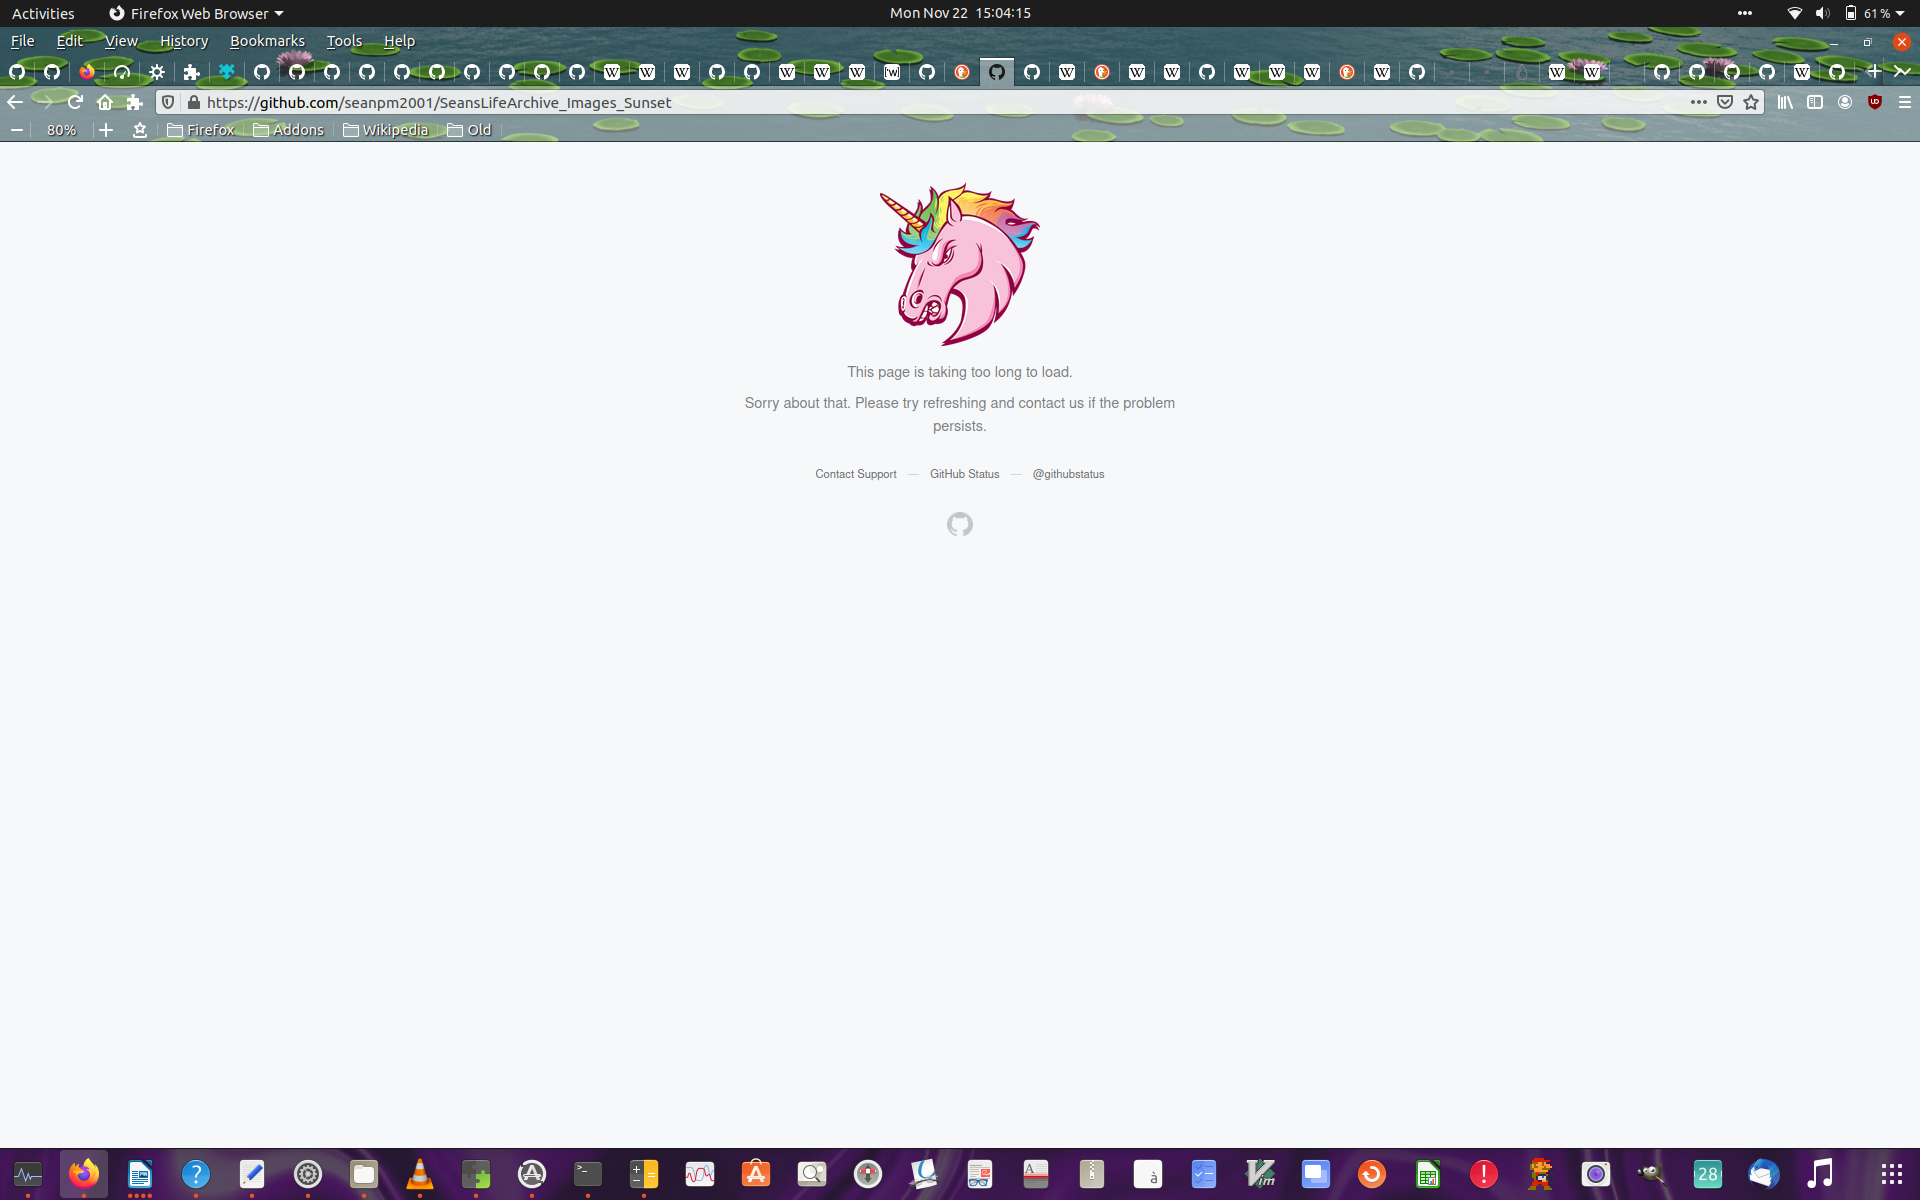 Activities Firefox Web Browser Mon Nov 22 15:04:15 61 %
File Edit View History Bookmarks Tools Help
https://github.com/seanpm2001/SeansLifeArchive_Images_Sunset
80% Firefox Addons Wikipedia Old
This page is taking too long to load.
Sorry about that. Please try refreshing and contact us if the problem
persists.
Contact Support — GitHub Status — @githubstatus
28